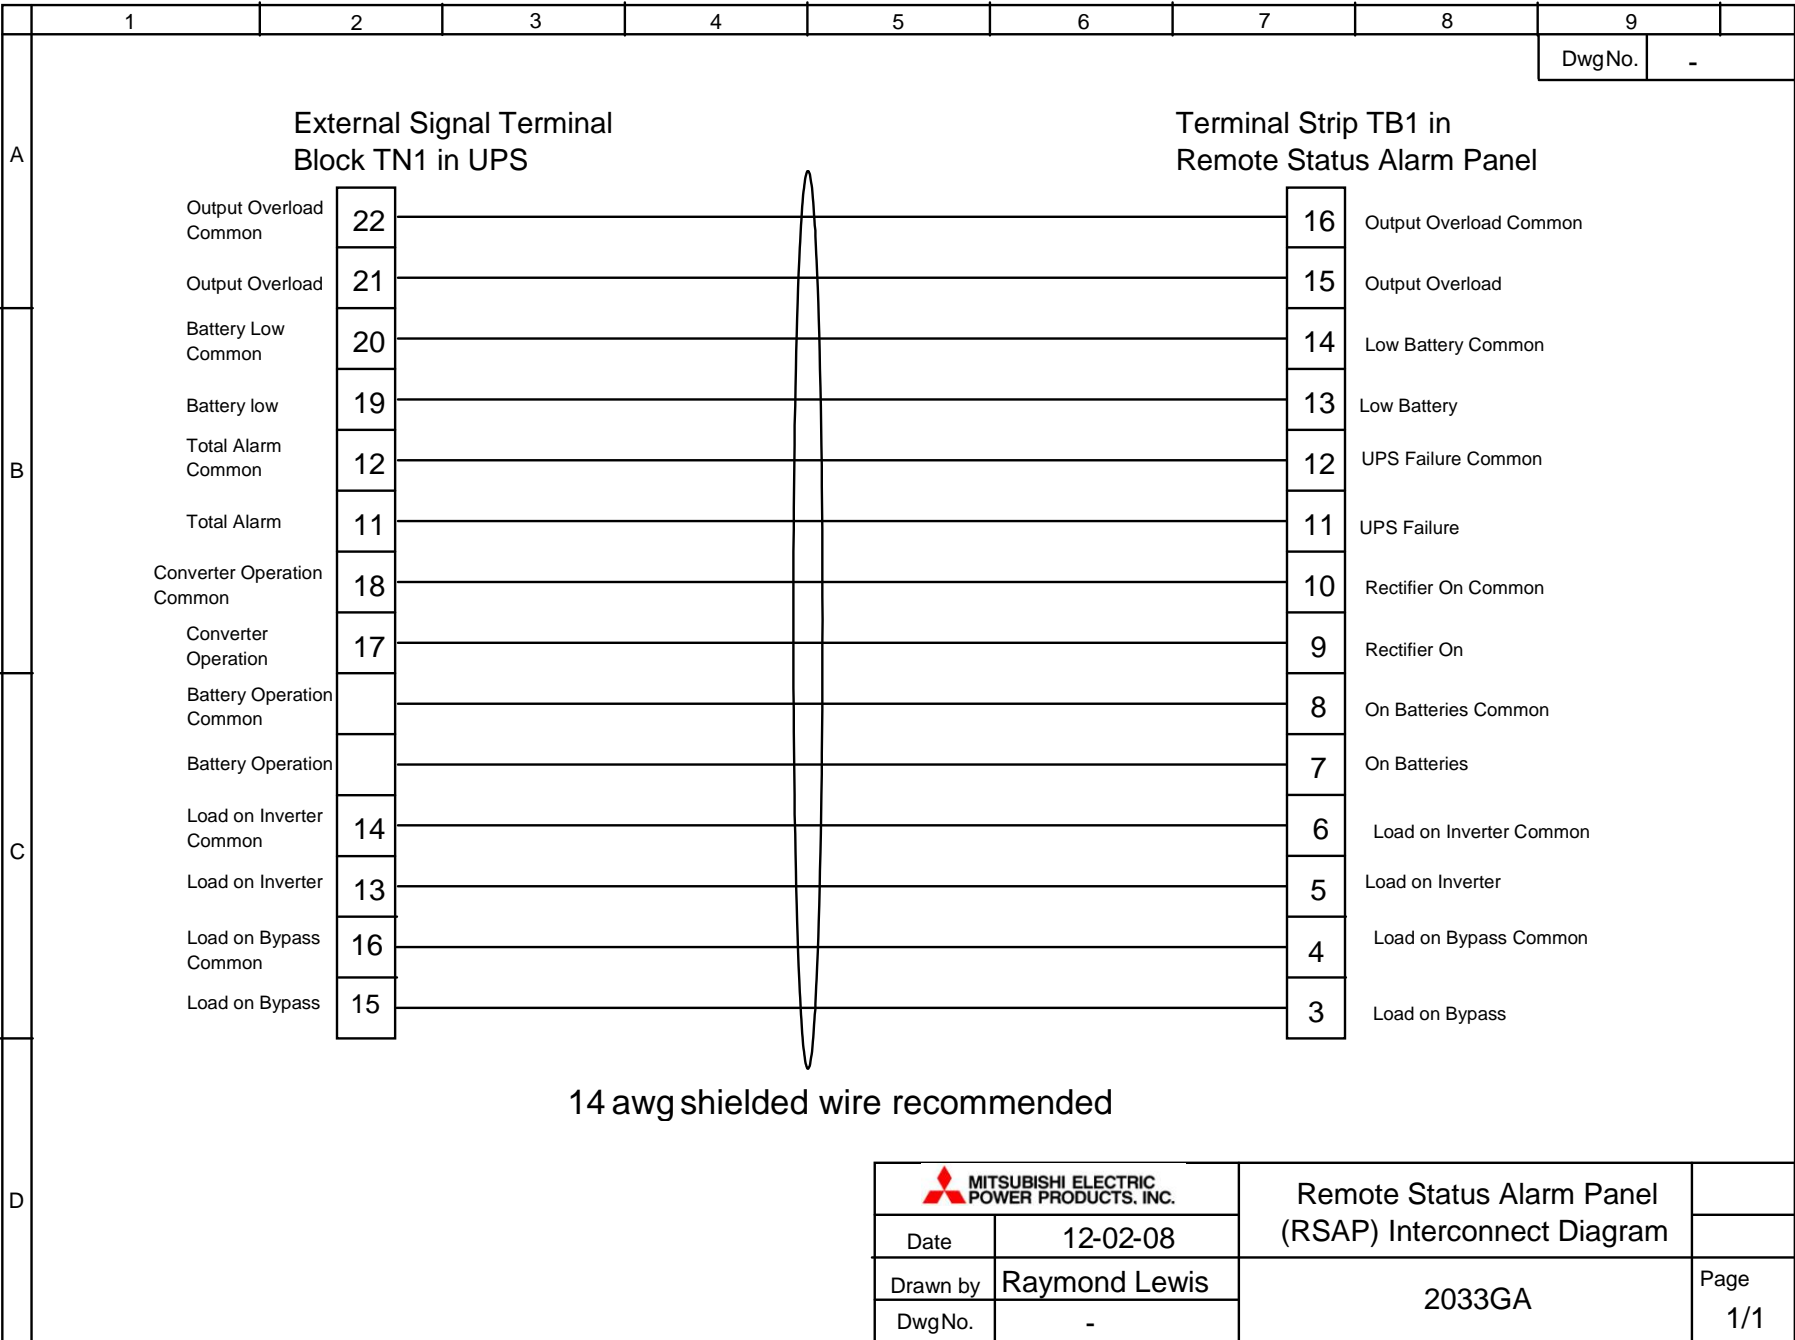 1 2 3 4 5 6 7 8 9
DwgNo. -
External Signal Terminal
Block TN1 in UPS
Terminal Strip TB1 in
Remote Status Alarm Panel
A
Output Overload
Common
22
16
Output Overload Common
Output Overload
21
15
Output Overload
Battery Low
Common
20
14
Low Battery Common
Battery low
19
13
Low Battery
B
Total Alarm
Common
12
12
UPS Failure Common
Total Alarm
11
11
UPS Failure
Converter Operation
Common
18
10
Rectifier On Common
Converter
Operation
17
9
Rectifier On
Battery Operation
Common
8
On Batteries Common
Battery Operation
7
On Batteries
C
Load on Inverter
Common
14
6
Load on Inverter Common
Load on Inverter
13
5
Load on Inverter
Load on Bypass
Common
16
4
Load on Bypass Common
Load on Bypass
15
3
Load on Bypass
14 awg shielded wire recommended
D
MITSUBISHI ELECTRIC
POWER PRODUCTS, INC.
Remote Status Alarm Panel
(RSAP) Interconnect Diagram
Date 12-02-08
Drawn by Raymond Lewis
2033GA
Page
1/1
DwgNo. -